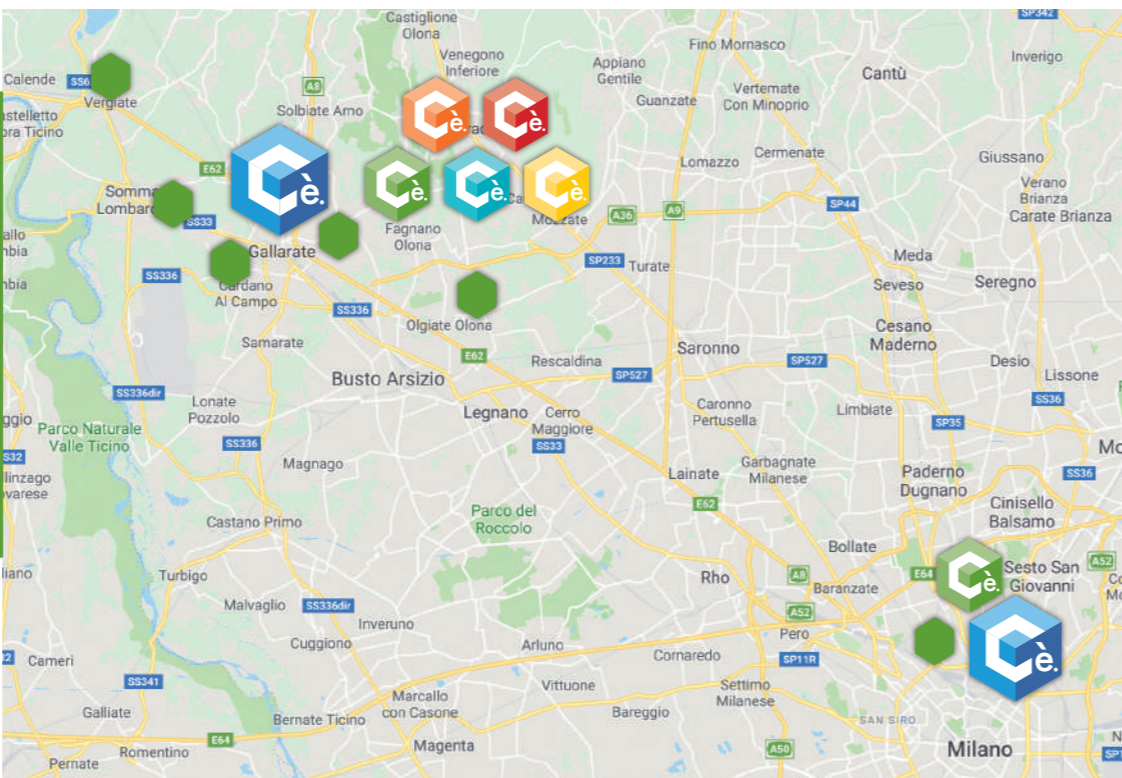 Castiglione
Olona
SP342
Venegono
Inferiore
Fino Mornasco
Inverigo
Appiano
Gentile
Cantù
Calende
SS6
Vergiate
A8
Solbiate Arno
Guanzate
Vertemate
Con Minoprio
è.
è.
E62
è.
Lomazzo
Cermenate
Giussano
Somma
Lombardo
è.
è.
è.
Verano
Brianza
Carate Brianza
SP44
Mozzate
A36
A9
SS33
Fagnano
Olona
Gallarate
Meda
SS336
Cardano
Al Campo
SP233
Turate
Seveso
Seregno
SS336
Olgiate Olona
Cesano
Maderno
Samarate
E62
Rescaldina
Saronno
SP527
Desio
Busto Arsizio
SP527
Lissone
SS336dir
Lonate
Pozzolo
Legnano
Cerro
Maggiore
Caronno
Pertusella
Limbiate
SS36
Parco Naturale
Valle Ticino
SS336
SS33
SP35
Magnago
Lainate
Garbagnate
Milanese
Paderno
Dugnano
SS36
E62
Cinisello
Balsamo
Castano Primo
Parco del
Roccolo
Bollate
Turbigo
Rho
A8
Baranzate
E64
è.
Sesto San
Giovanni
A52
Malvaglio
SS336dir
Inveruno
A52
Cuggiono
Arluno
Pero
Cornaredo
SP11R
è.
Cameri
SS341
Vittuone
Settimo
Milanese
Marcallo
con Casone
Bareggio
Galliate
Bernate Ticino
SAN SIRO
E64
Magenta
A50
Milano
Romentino
Pernate